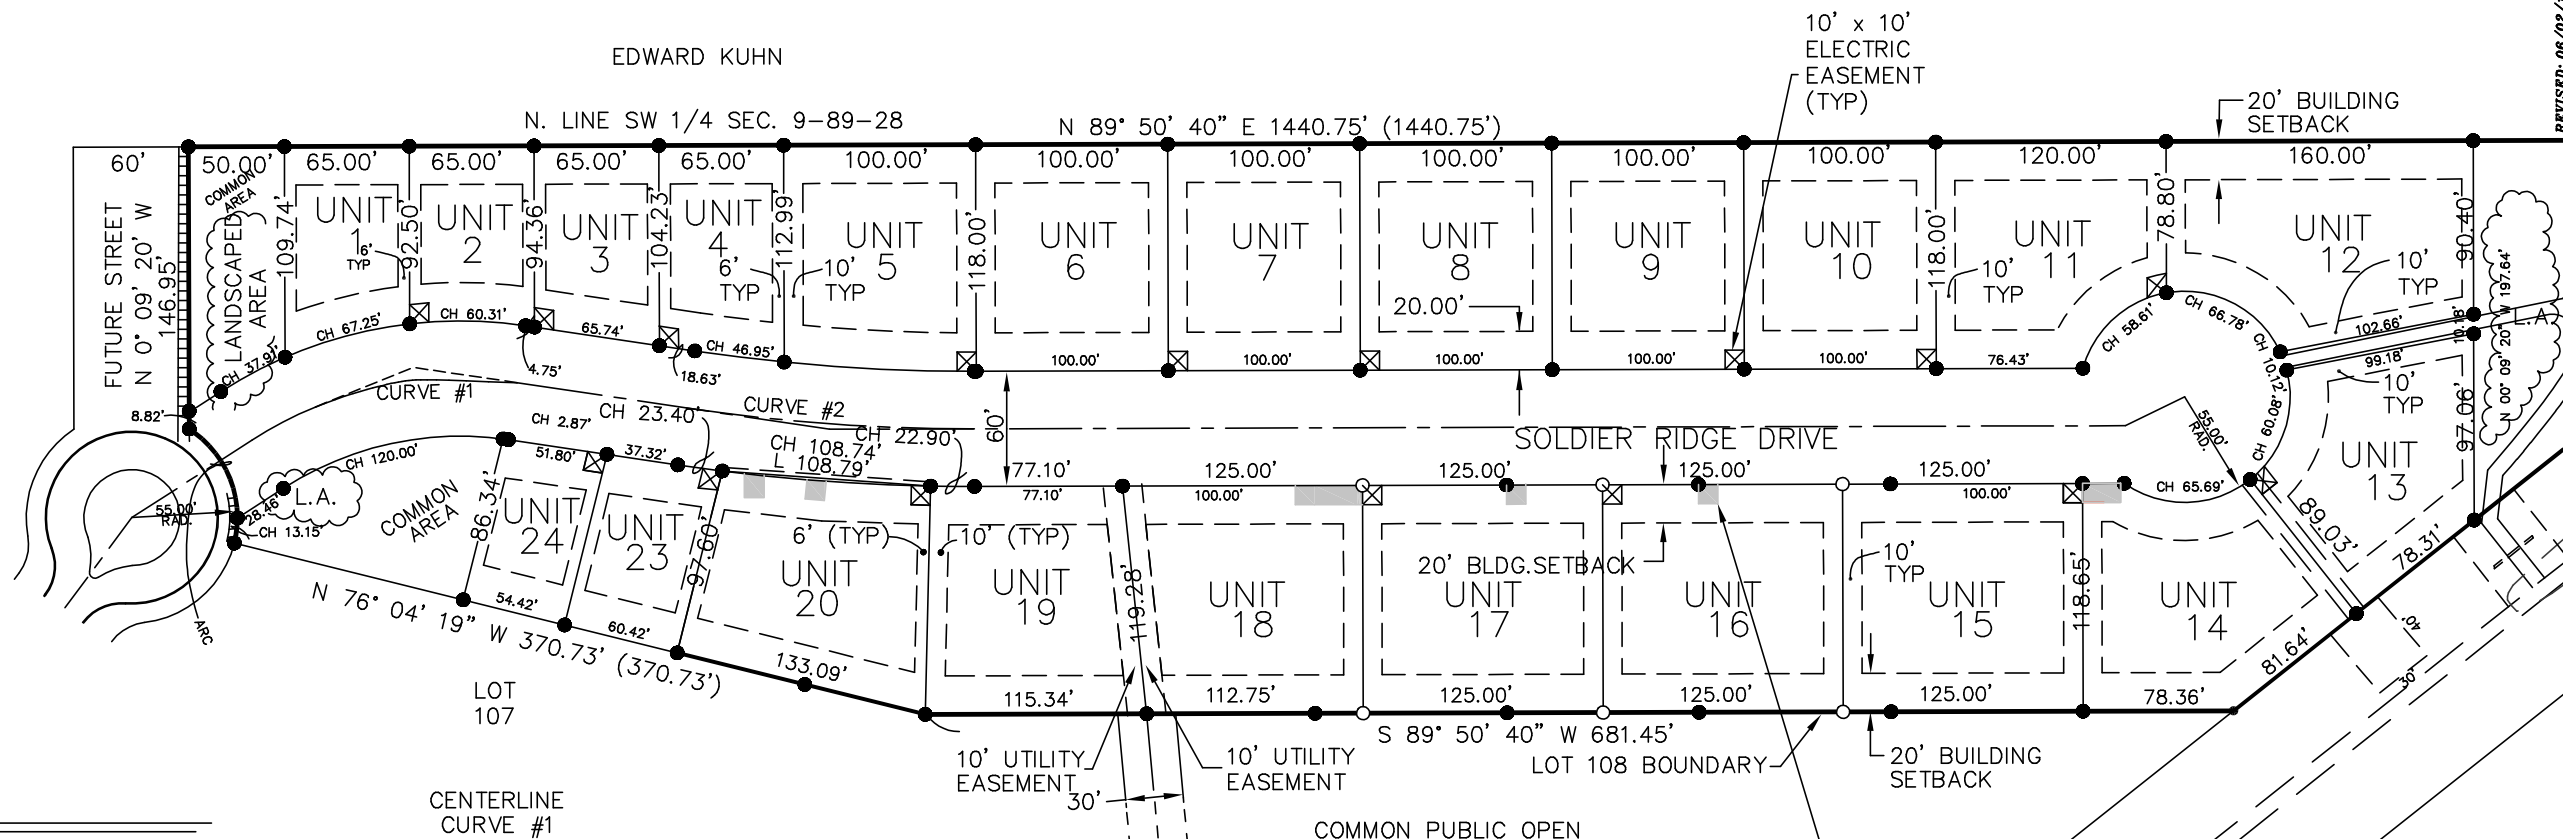 EDWARD KUHN
10' x 10'
ELECTRIC
EASEMENT
(TYP)
20' BUILDING
SETBACK
N. LINE SW 1/4 SEC. 9-89-28
N 89° 50' 40" E 1440.75' (1440.75')
60'
50.00'
65.00'
65.00'
65.00'
65.00'
100.00'
100.00'
100.00'
100.00'
100.00'
100.00'
120.00'
160.00'
FUTURE STREET
N 0° 09' 20" W
146.95'
COMMON
AREA
LANDSCAPED
AREA
109.74'
UNIT
1
6'
TYP
92.50'
UNIT
2
94.36'
UNIT
3
104.23'
UNIT
4
6'
TYP
112.99'
10'
TYP
UNIT
5
118.00'
UNIT
6
UNIT
7
UNIT
8
20.00'
UNIT
9
UNIT
10
118.00'
10'
TYP
UNIT
11
78.80'
UNIT
12
10'
TYP
90.40'
N 00° 09' 20" W 197.64'
L.A.
CH 37.91'
CH 67.25'
CH 60.31'
4.75'
65.74'
18.63'
CH 46.95'
100.00'
100.00'
100.00'
100.00'
100.00'
76.43'
CH 58.61'
CH 66.78'
CH 10.12'
CH 60.08'
102.66'
10.18'
99.18'
10'
TYP
97.06'
UNIT
13
8.82'
CURVE #1
CURVE #2
60'
SOLDIER RIDGE DRIVE
55.00'
RAD.
CH 2.87'
CH 23.40'
CH 108.74'
L 108.79'
CH 22.90'
CH 120.00'
51.80'
37.32'
77.10'
77.10'
125.00'
100.00'
125.00'
125.00'
125.00'
100.00'
CH 65.69'
55.00'
RAD.
28.46'
CH 13.15'
L.A.
COMMON
AREA
86.34'
UNIT
24
UNIT
23
97.60'
6' (TYP)
10' (TYP)
UNIT
20
UNIT
19
119.28'
UNIT
18
20' BLDG.SETBACK
UNIT
17
UNIT
16
10'
TYP
UNIT
15
118.65'
UNIT
14
89.03'
78.31'
81.64'
40'
30'
ARC
54.42'
60.42'
N 76° 04' 19" W 370.73' (370.73')
133.09'
115.34'
112.75'
125.00'
125.00'
125.00'
78.36'
S 89° 50' 40" W 681.45'
LOT
107
10' UTILITY
EASEMENT
10' UTILITY
EASEMENT
30'
LOT 108 BOUNDARY
20' BUILDING
SETBACK
CENTERLINE
CURVE #1
COMMON PUBLIC OPEN